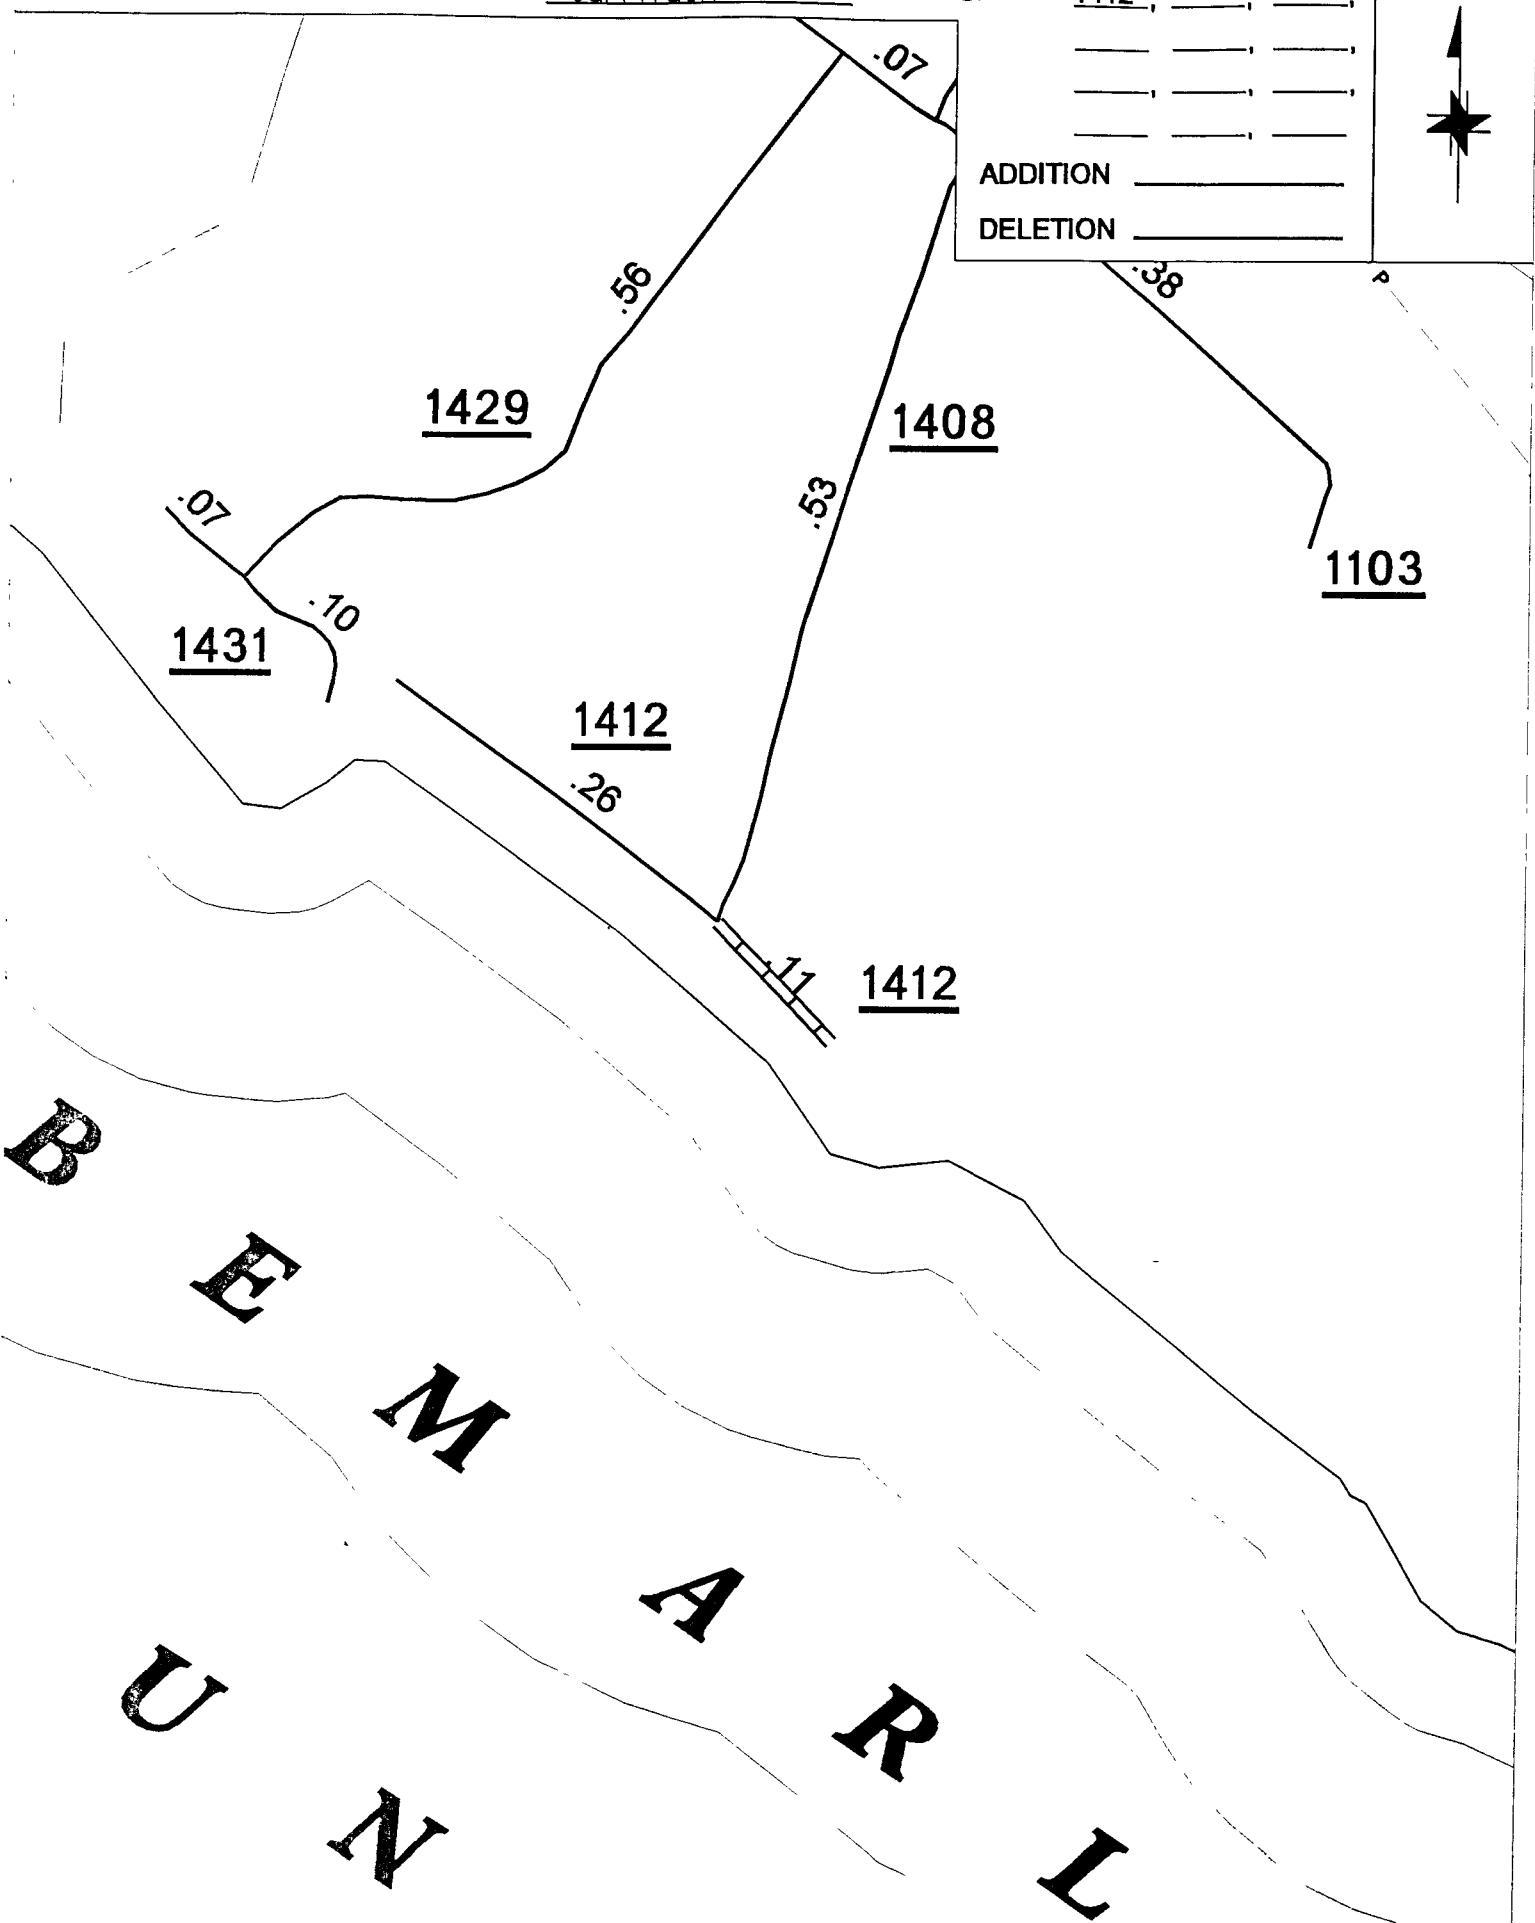 .07
ADDITION
DELETION
.38
P
.56
1429
1408
.53
.07
1103
.10
1431
1412
.26
.11
1412
B E M A R L
U N